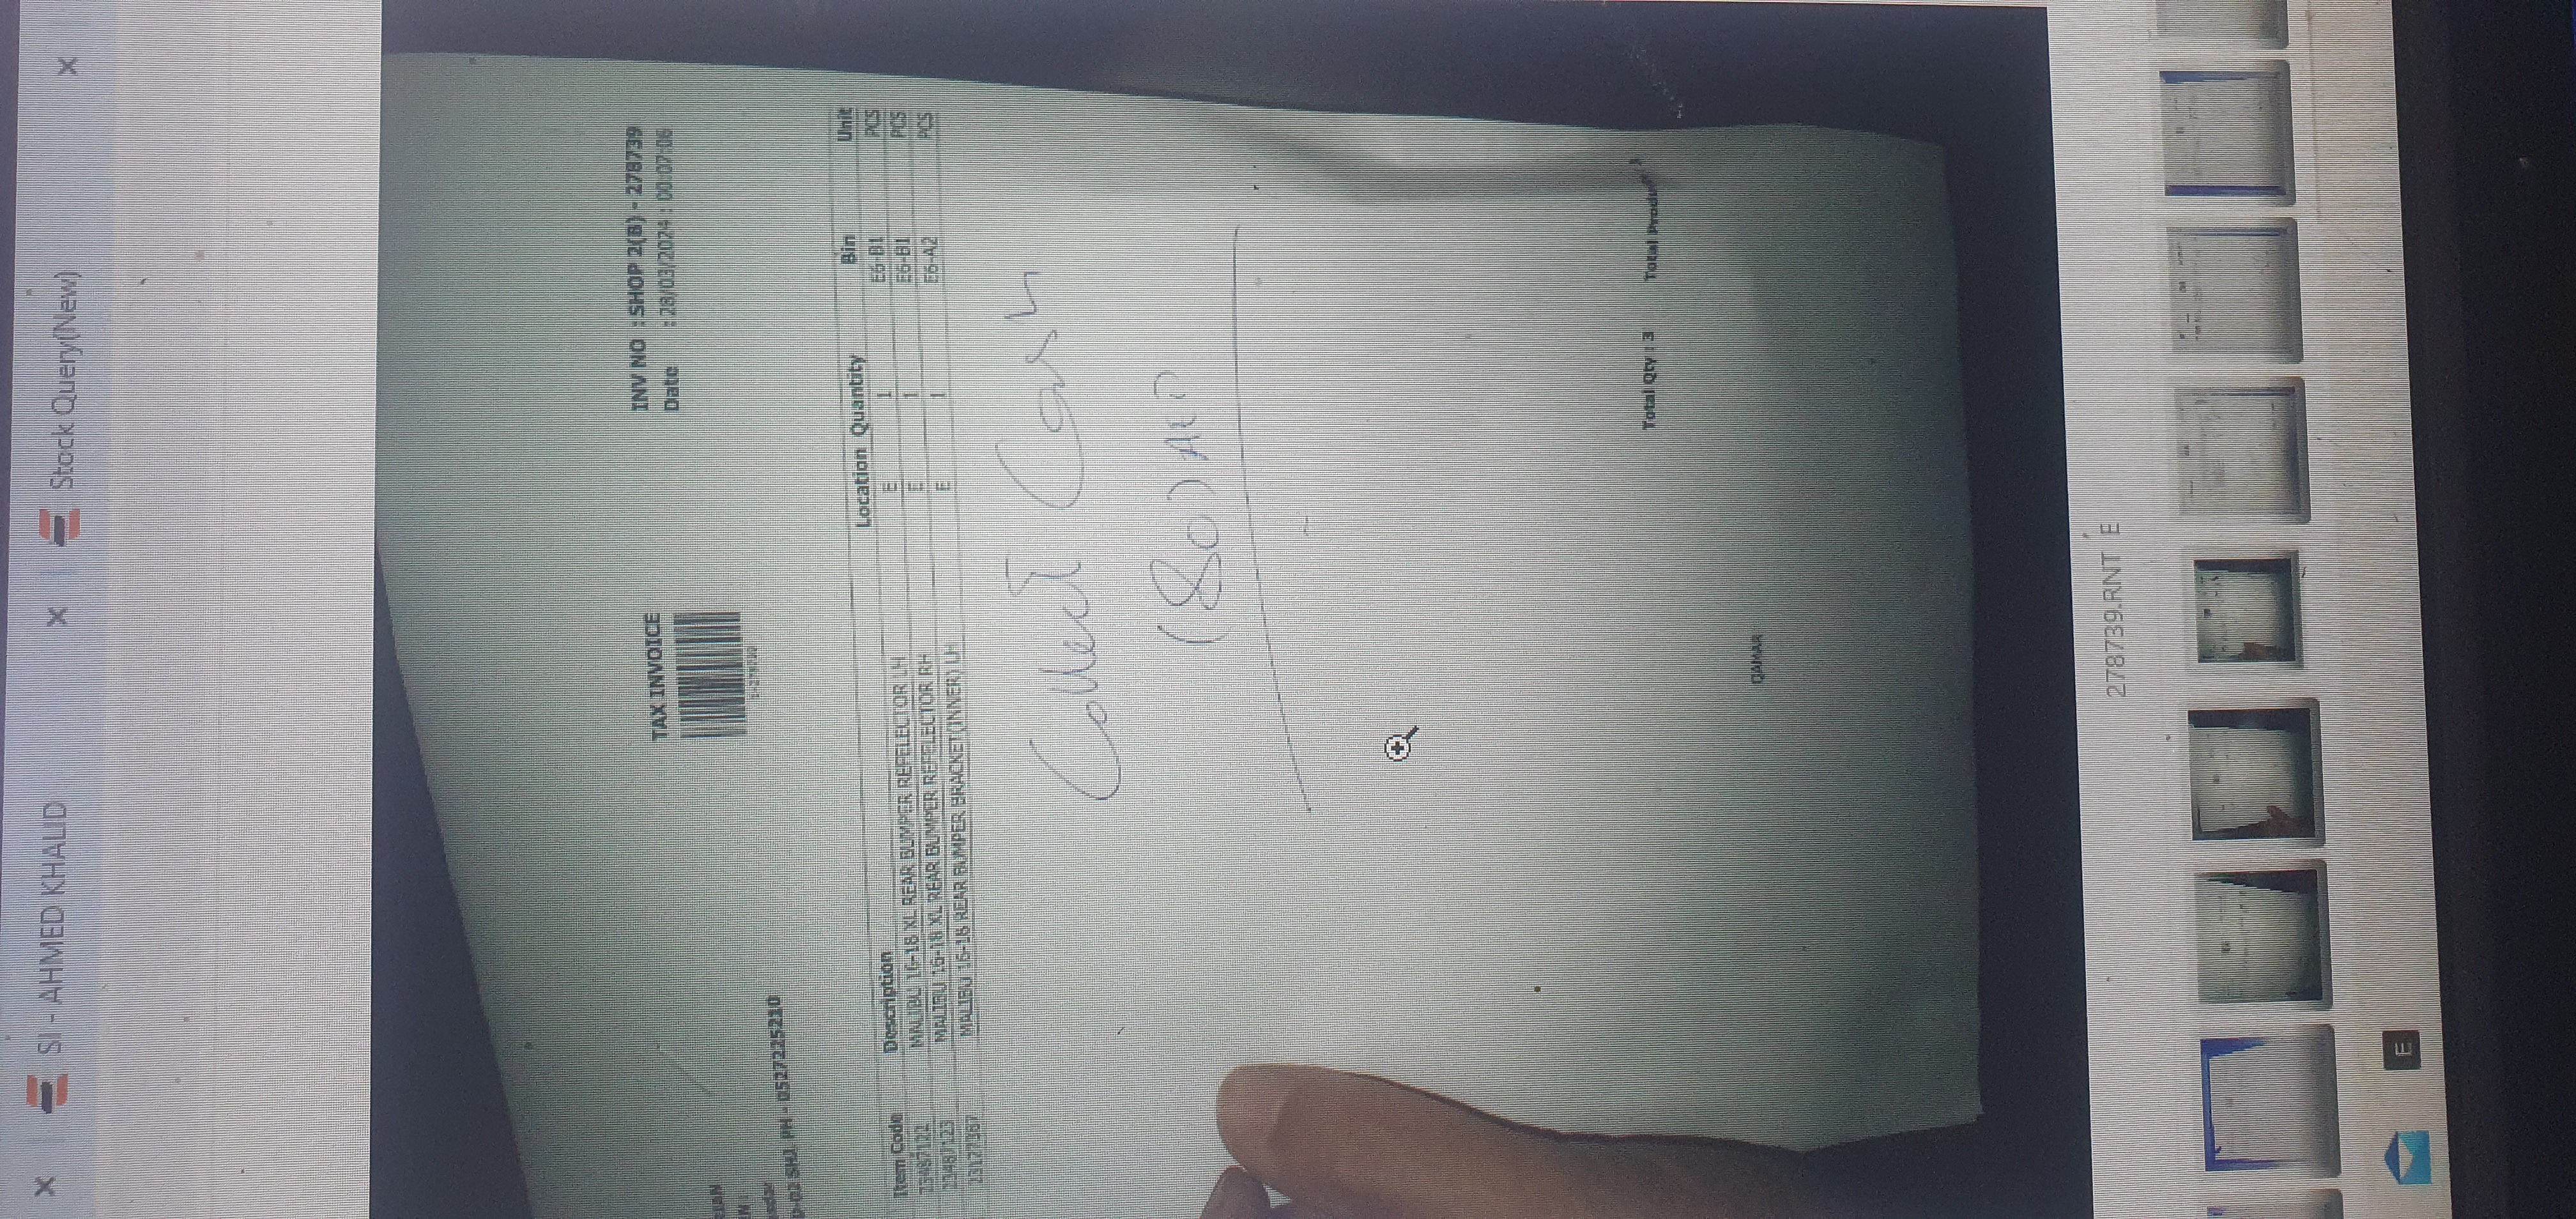 SI - AHMED KHALID
Stock Query(New)
TAX INVOICE
INV NO : SHOP 2(B) - 278739
Date : 28/03/2024 : 00:07:06
PH - 0527225210
Item Code Description Location Quantity Bin Unit
MALIBU 16-18 XL REAR BUMPER REFELECTOR LH E 1 E6-B1 PCS
MALIBU 16-18 XL REAR BUMPER REFELECTOR RH E 1 E6-B1 PCS
MALIBU 16-18 REAR BUMPER BRACKET(INNER) LH E 1 E6-A2 PCS
Collect Cash
(80) AED
Total Qty : 3 Total
QAMAR
278739.RNT E
E